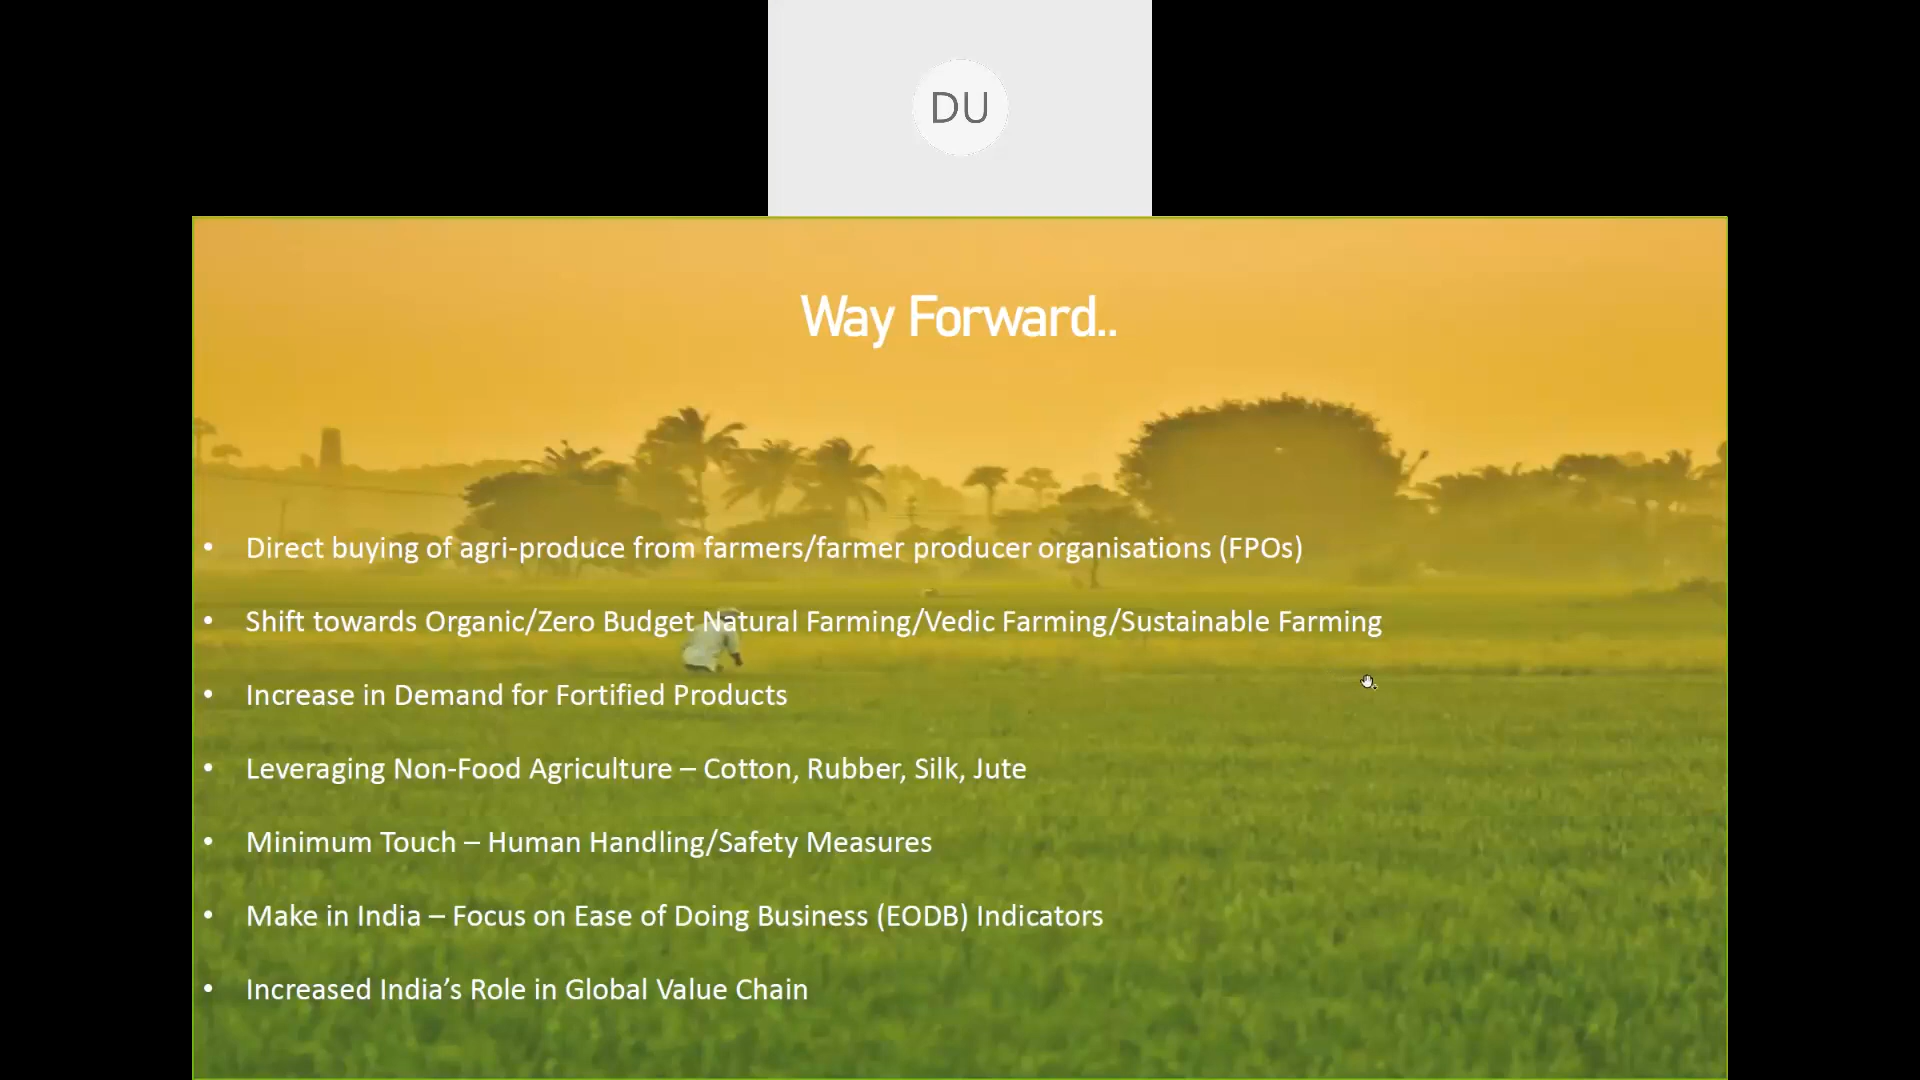 DU
Way Forward..
• Direct buying of agri-produce from farmers/farmer producer organisations (FPOs)
• Shift towards Organic/Zero Budget Natural Farming/Vedic Farming/Sustainable Farming
• Increase in Demand for Fortified Products
• Leveraging Non-Food Agriculture – Cotton, Rubber, Silk, Jute
• Minimum Touch – Human Handling/Safety Measures
• Make in India – Focus on Ease of Doing Business (EODB) Indicators
• Increased India’s Role in Global Value Chain